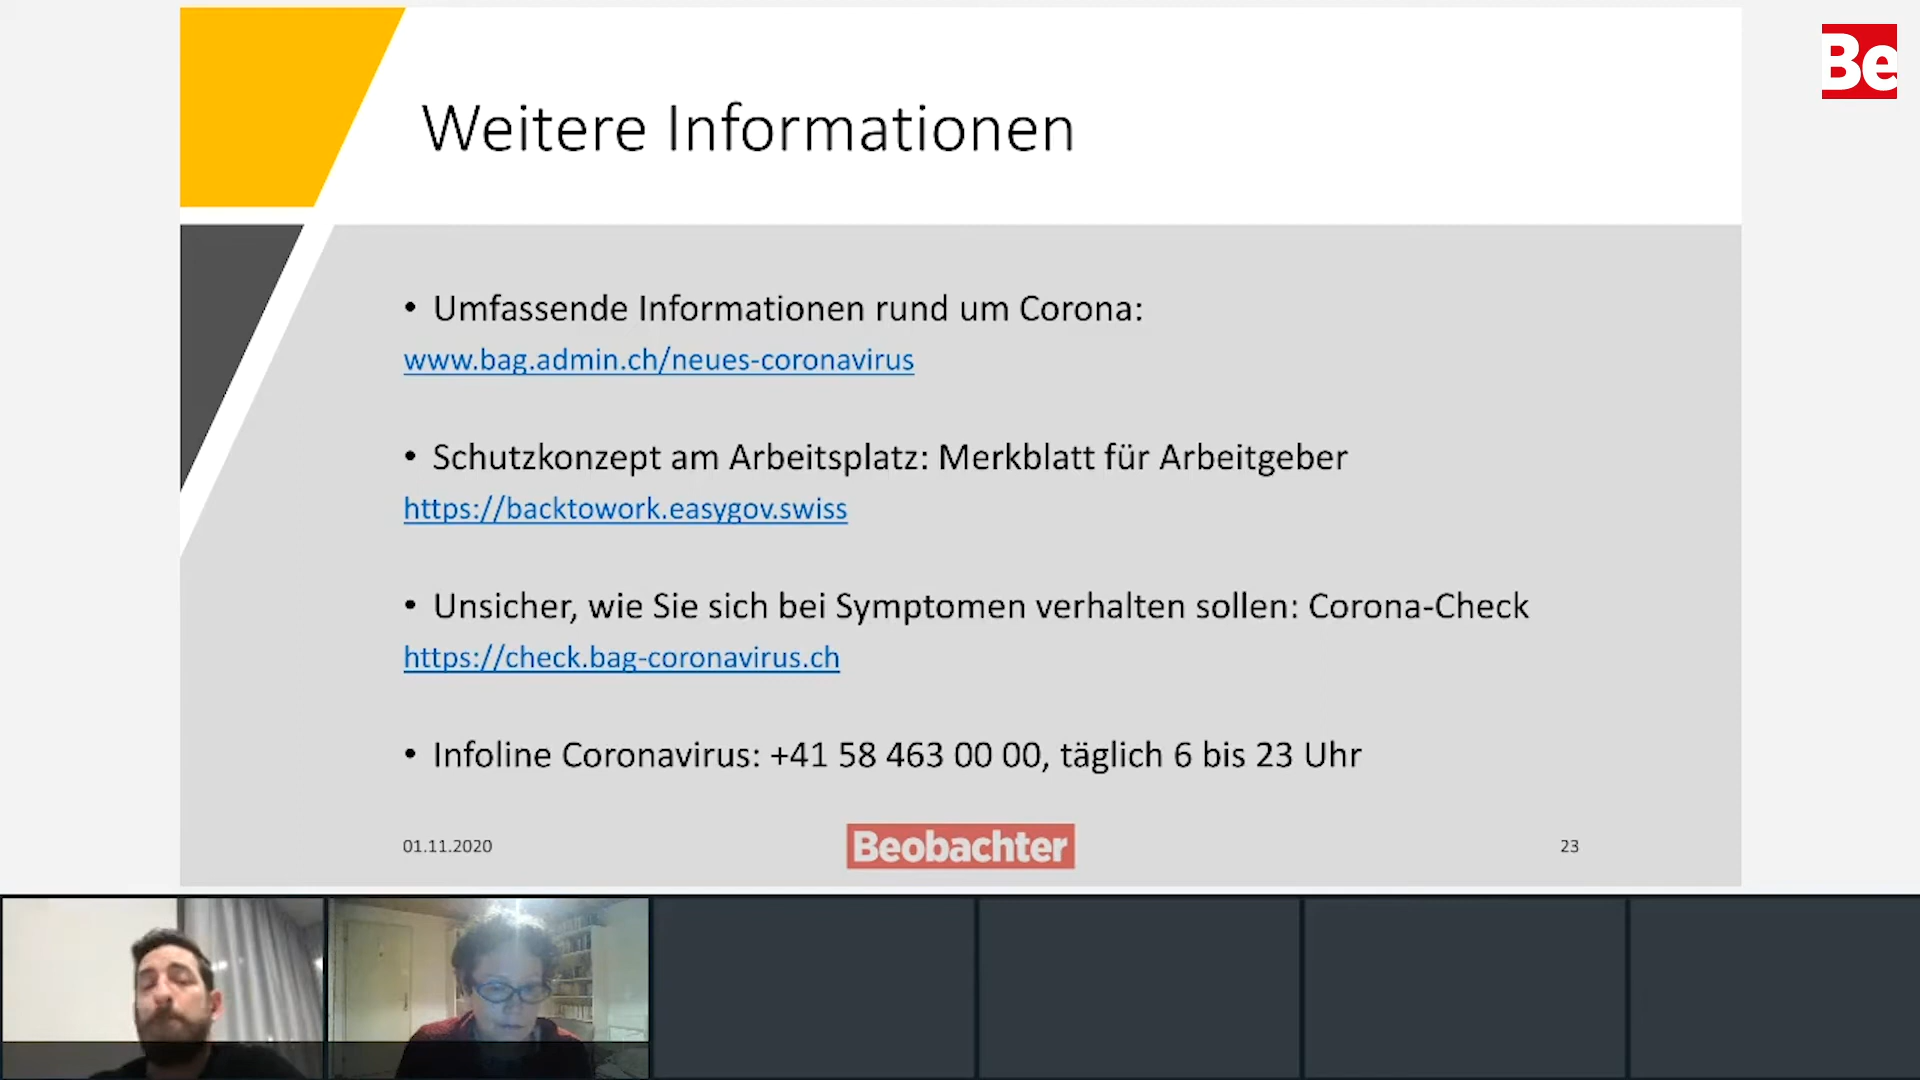 Be
Weitere Informationen
• Umfassende Informationen rund um Corona:
www.bag.admin.ch/neues-coronavirus
• Schutzkonzept am Arbeitsplatz: Merkblatt für Arbeitgeber
https://backtowork.easygov.swiss
• Unsicher, wie Sie sich bei Symptomen verhalten sollen: Corona-Check
https://check.bag-coronavirus.ch
• Infoline Coronavirus: +41 58 463 00 00, täglich 6 bis 23 Uhr
01.11.2020
Beobachter
23